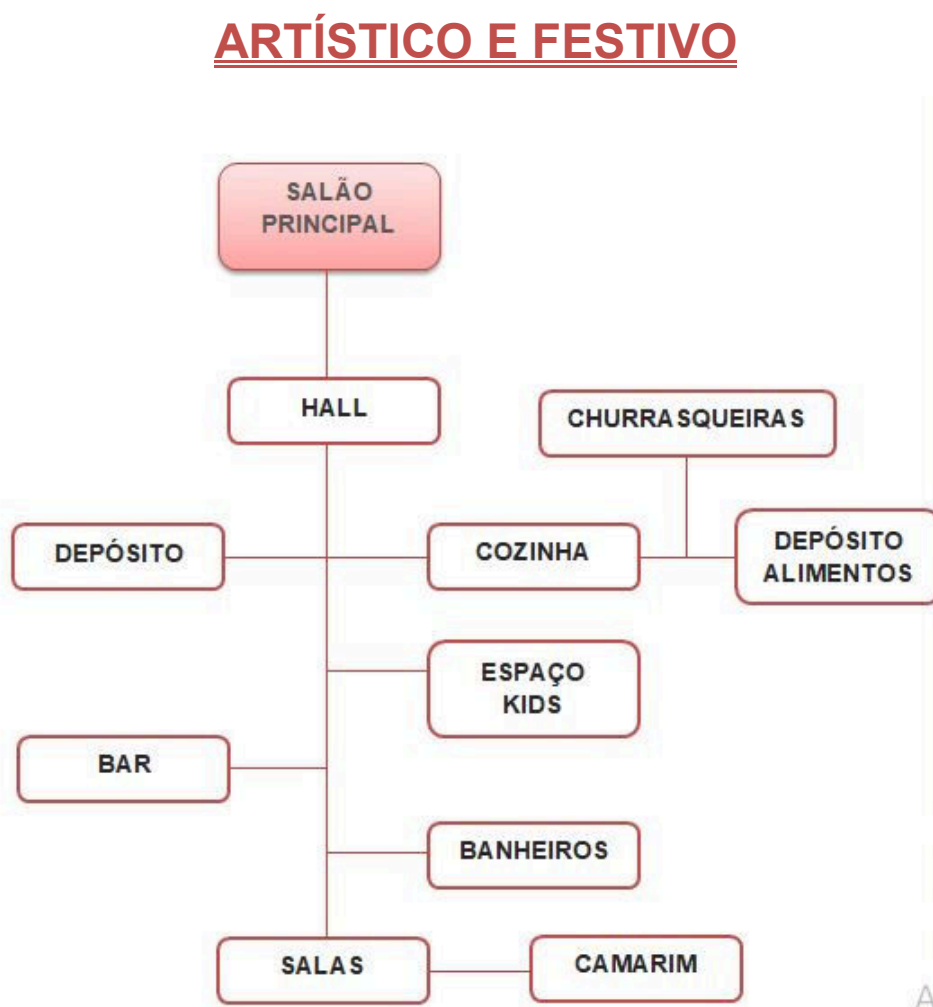 ARTÍSTICO E FESTIVO
SALÃO
PRINCIPAL
HALL
CHURRASQUEIRAS
DEPÓSITO
COZINHA
DEPÓSITO
ALIMENTOS
ESPAÇO
KIDS
BAR
BANHEIROS
SALAS
CAMARIM
A